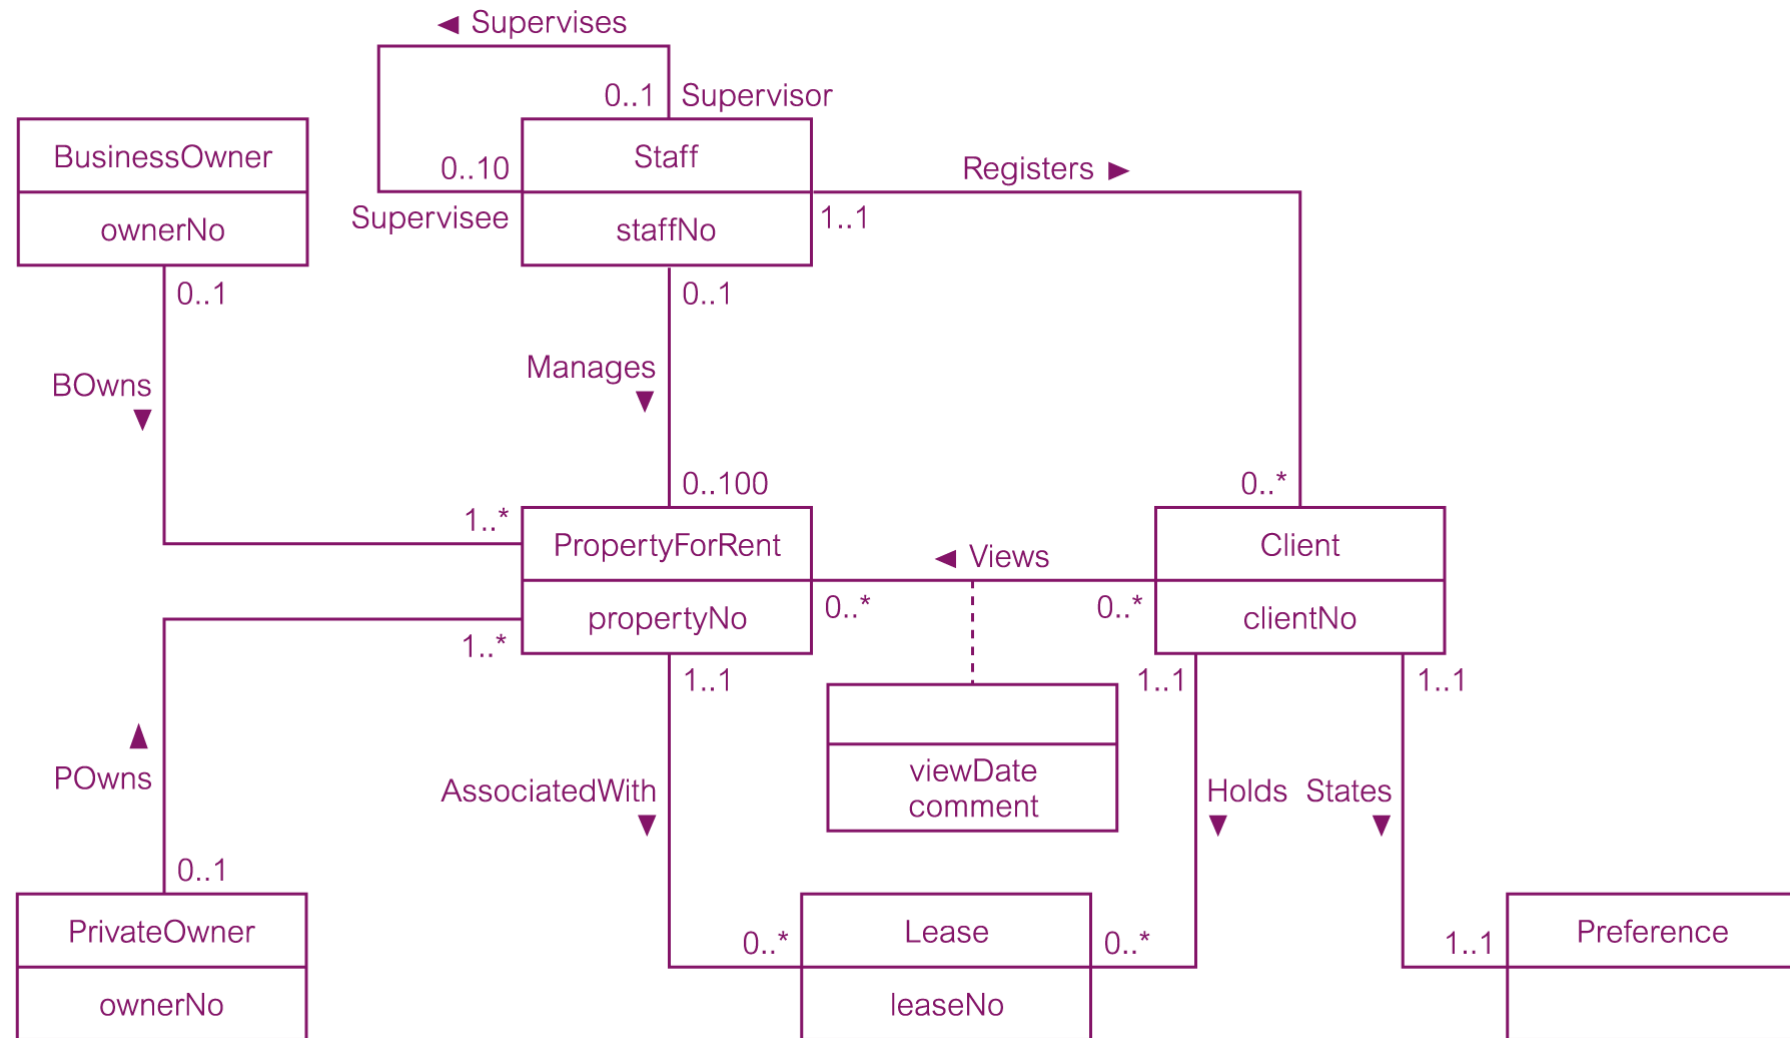 Supervises
0..1 Supervisor
BusinessOwner
ownerNo
0..1
0..10
Supervisee
Staff
staffNo
Registers
1..1
0..1
BOwns
Manages
0..100
0..*
1..*
PropertyForRent
propertyNo
Views
0..*
0..*
Client
clientNo
1..*
1..1
1..1
1..1
viewDate
comment
POwns
AssociatedWith
Holds
States
0..1
PrivateOwner
ownerNo
0..*
Lease
leaseNo
0..*
1..1
Preference